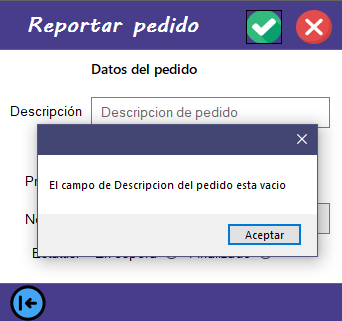 Reportar pedido
Datos del pedido
Descripción
Descripcion de pedido
El campo de Descripcion del pedido esta vacio
Aceptar